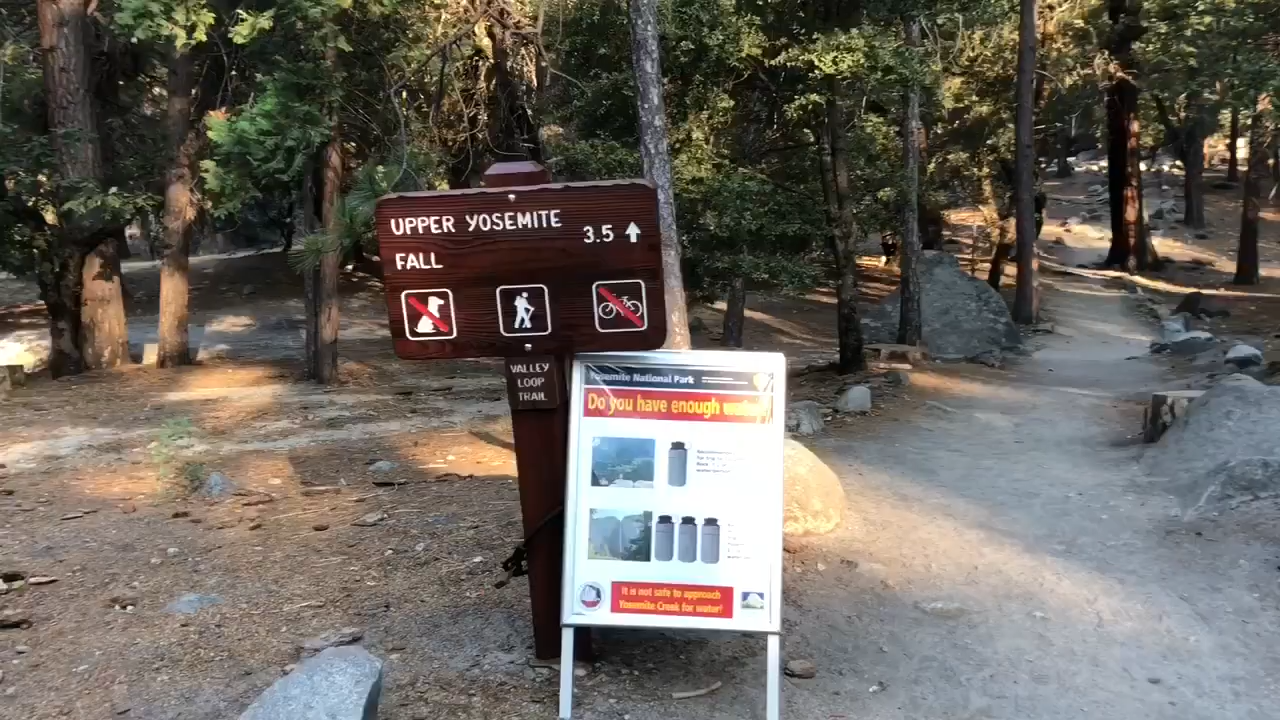 UPPER YOSEMITE
3.5
FALL
VALLEY
LOOP
TRAIL
Yosemite National Park
Do you have enough water?
It is not safe to approach
Yosemite Creek for water!